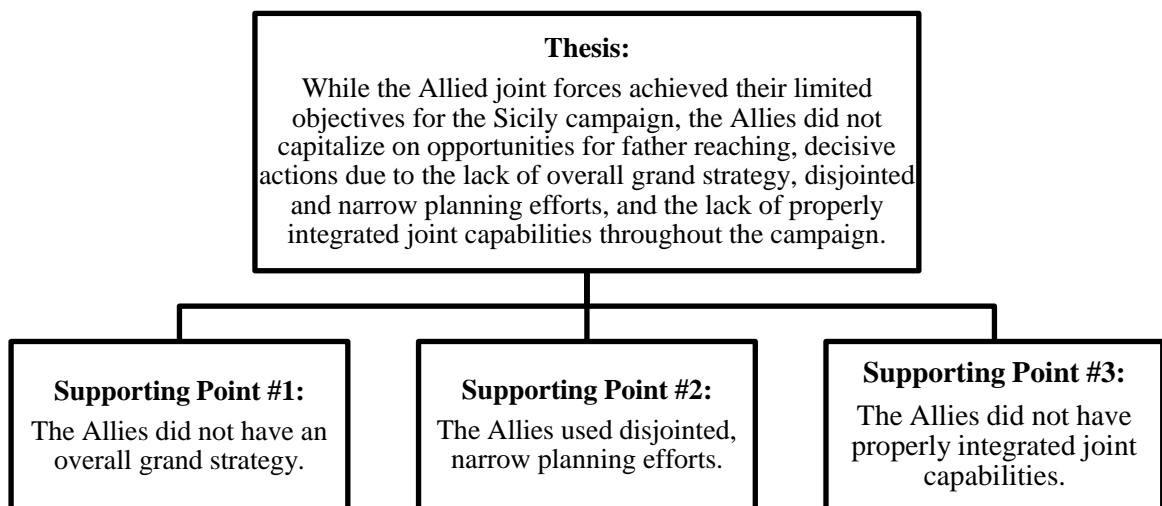 Thesis:
While the Allied joint forces achieved their limited
objectives for the Sicily campaign, the Allies did not
capitalize on opportunities for father reaching, decisive
actions due to the lack of overall grand strategy, disjointed
and narrow planning efforts, and the lack of properly
integrated joint capabilities throughout the campaign.
Supporting Point #1:
The Allies did not have an
overall grand strategy.
Supporting Point #2:
The Allies used disjointed,
narrow planning efforts.
Supporting Point #3:
The Allies did not have
properly integrated joint
capabilities.